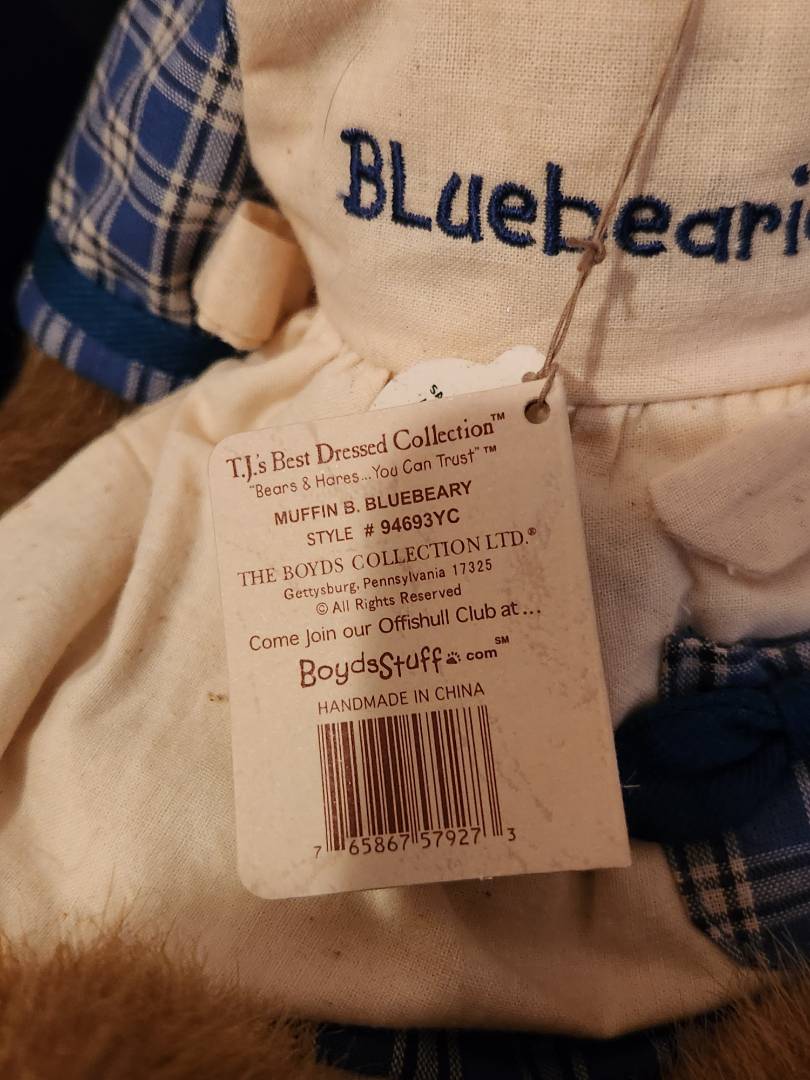 BLuebeari
T.J.'s Best Dressed Collection™
"Bears & Hares...You Can Trust"™
MUFFIN B. BLUEBEARY
STYLE # 94693YC
THE BOYDS COLLECTION LTD.®
Gettysburg, Pennsylvania 17325
© All Rights Reserved
Come Join our Offishull Club at...
BoydsStuff.com℠
HANDMADE IN CHINA
7 65867 57927 3